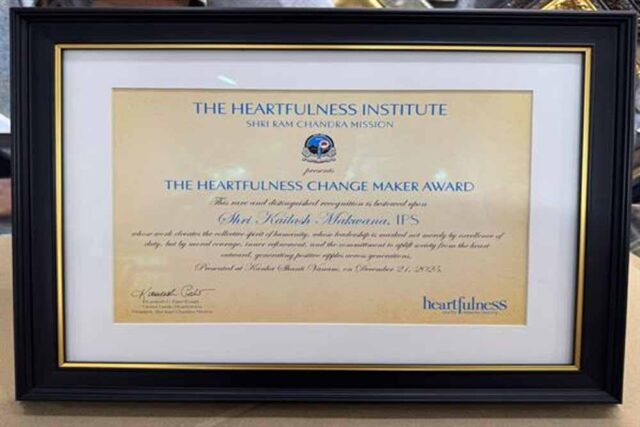 THE HEARTFULNESS INSTITUTE
SHRI RAM CHANDRA MISSION
presents
THE HEARTFULNESS CHANGE MAKER AWARD
This rare and distinguished recognition is bestowed upon
Shri Kailash Makwana, IPS
whose work elevates the collective spirit of humanity, whose leadership is marked not merely by excellence of
duty, but by moral courage, inner refinement, and the commitment to uplift society from the heart
outward, generating positive ripples across generations.
Presented at Kanha Shanti Vanam, on December 21, 2025.
heartfulness